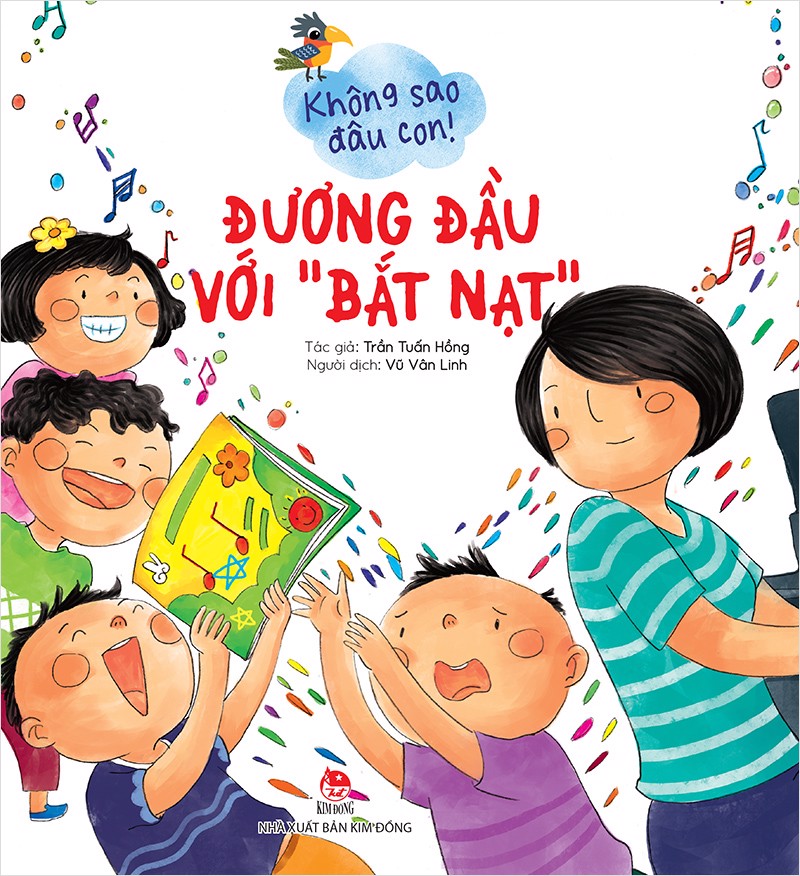 Không sao
đâu con!
ĐƯƠNG ĐẦU
VỚI "BẮT NẠT"
Tác giả: Trần Tuấn Hồng
Người dịch: Vũ Vân Linh
KIM ĐỒNG
NHÀ XUẤT BẢN KIM ĐỒNG